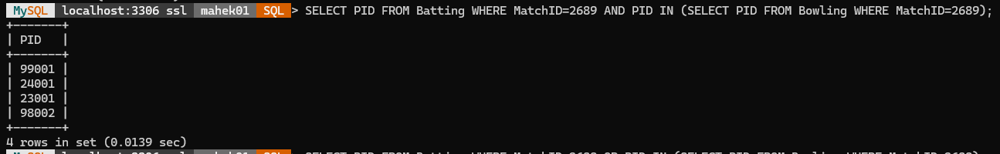 MySQL localhost:3306 ssl mahek01 SQL > SELECT PID FROM Batting WHERE MatchID=2689 AND PID IN (SELECT PID FROM Bowling WHERE MatchID=2689);
+-------+
| PID   |
+-------+
| 99001 |
| 24001 |
| 23001 |
| 98002 |
+-------+
4 rows in set (0.0139 sec)